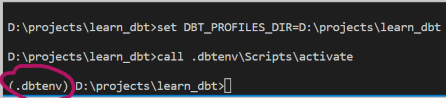 D:\projects\learn_dbt>set DBT_PROFILES_DIR=D:\projects\learn_dbt
D:\projects\learn_dbt>call .dbtenv\Scripts\activate
(.dbtenv) D:\projects\learn_dbt>